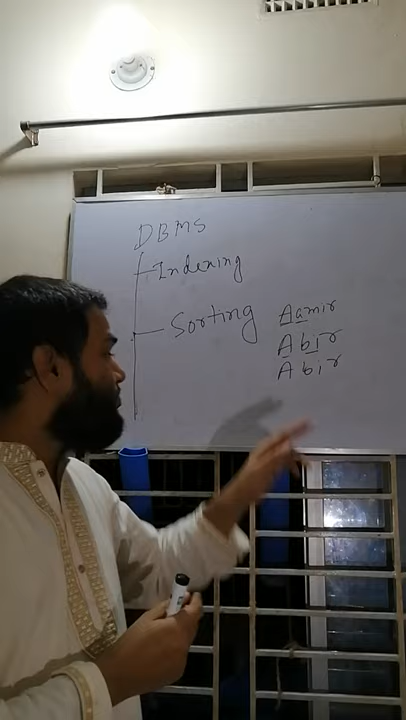 DBMS
Indexing
Sorting
Aamir
Abir
Abir